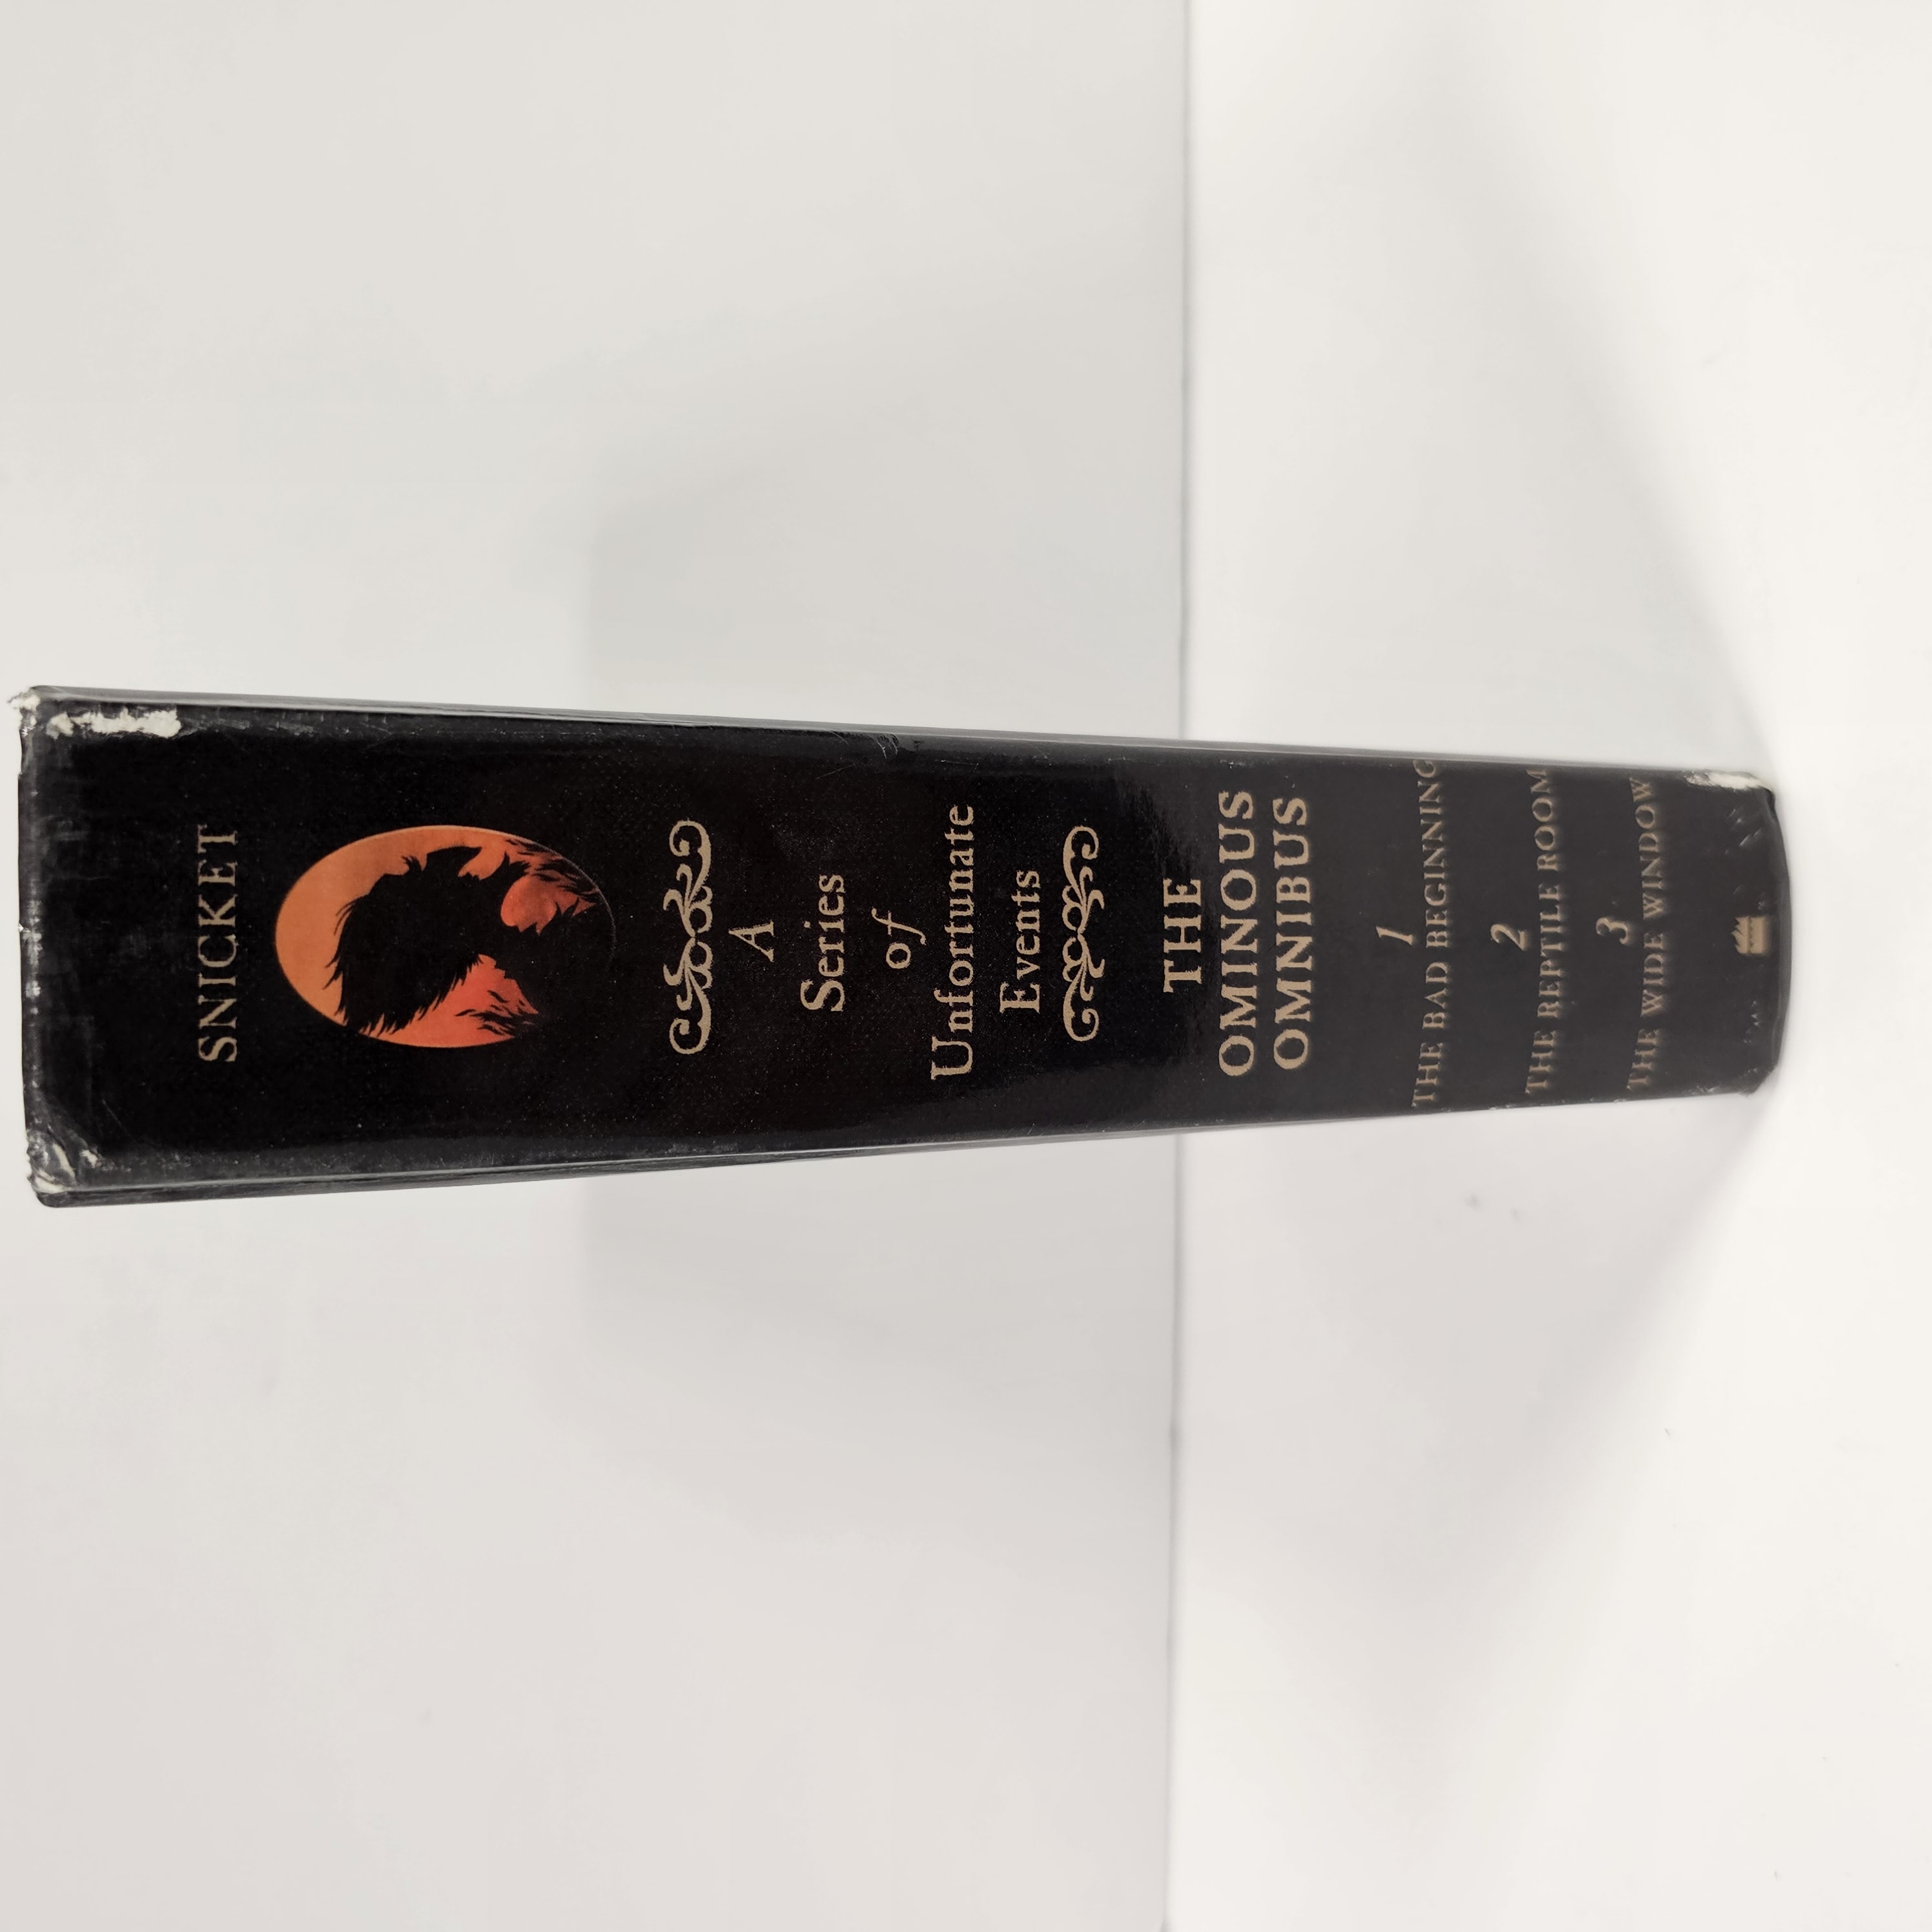 SNICKET
A
Series
of
Unfortunate
Events
THE
OMINOUS
OMNIBUS
1
THE BAD BEGINNING
2
THE REPTILE ROOM
3
THE WIDE WINDOW